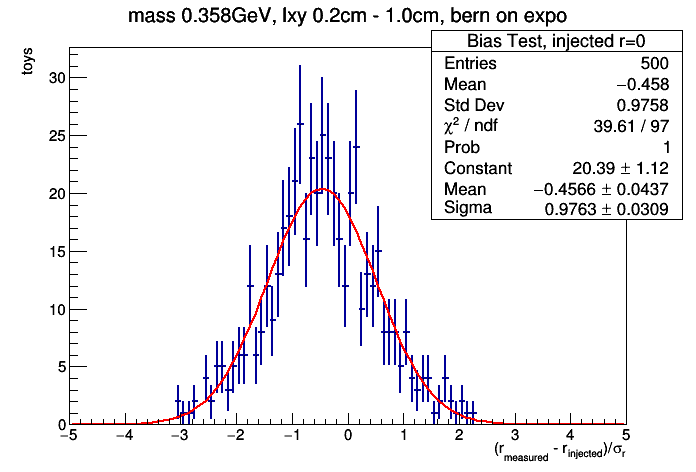 mass 0.358GeV, lxy 0.2cm - 1.0cm, bern on expo
Bias Test, injected r=0
Entries 500
Mean −0.458
Std Dev 0.9758
χ² / ndf 39.61 / 97
Prob 1
Constant 20.39 ± 1.12
Mean −0.4566 ± 0.0437
Sigma 0.9763 ± 0.0309
toys
30
25
20
15
10
5
0
−5 −4 −3 −2 −1 0 1 2 3 4 5
(r_measured - r_injected)/σ_r